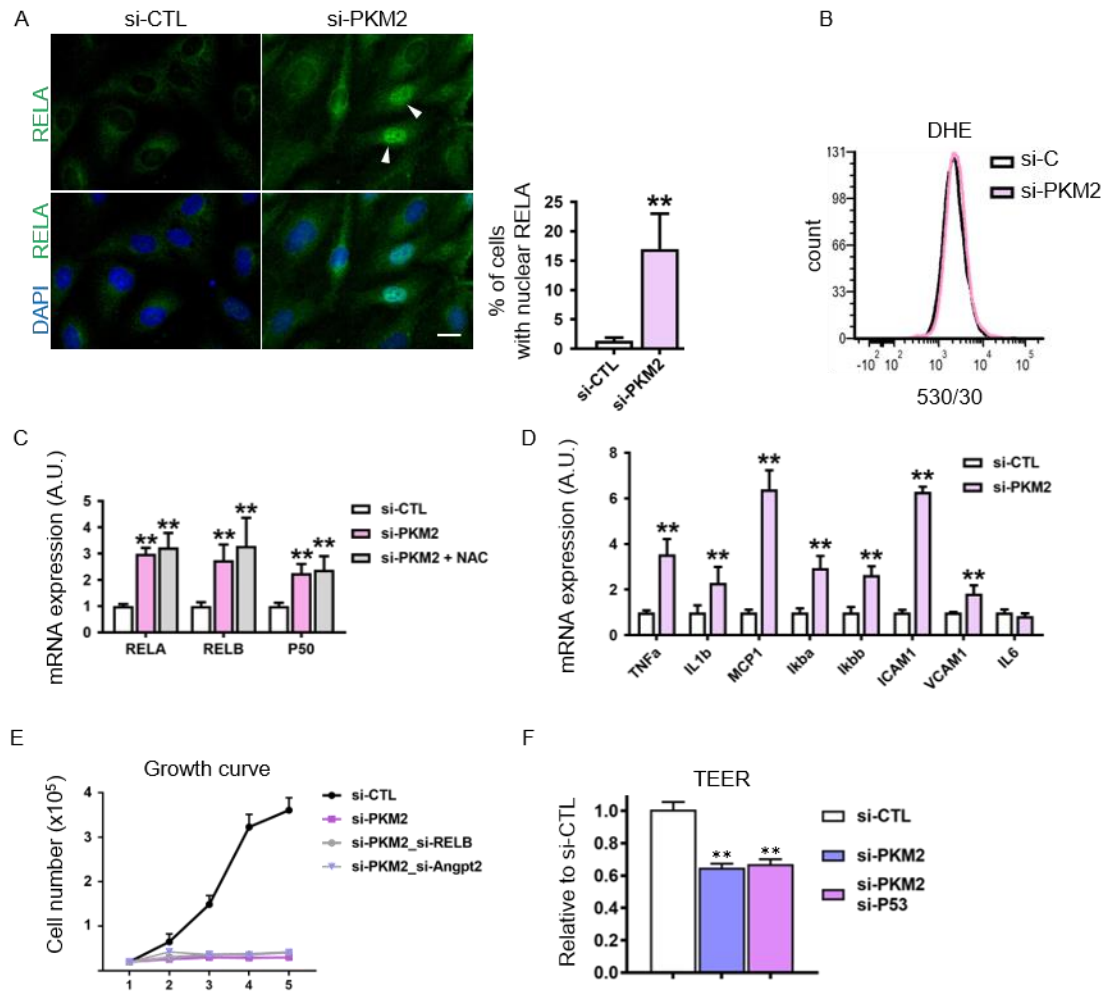 A
si-CTL
si-PKM2
RELA
RELA
DAPI
% of cells
with nuclear RELA
25
20
15
10
5
0
**
si-CTL
si-PKM2
B
DHE
si-C
si-PKM2
count
131
98
66
33
0
-10² 10² 10³ 10⁴ 10⁵
530/30
C
mRNA expression (A.U.)
5
4
3
2
1
0
** ** ** ** ** **
RELA RELB P50
si-CTL
si-PKM2
si-PKM2 + NAC
D
mRNA expression (A.U.)
8
6
4
2
0
** ** ** ** ** ** **
TNFa IL1b MCP1 Ikba Ikbb ICAM1 VCAM1 IL6
si-CTL
si-PKM2
E
Growth curve
Cell number (x10⁵)
4
3
2
1
1 2 3 4 5
si-CTL
si-PKM2
si-PKM2_si-RELB
si-PKM2_si-Angpt2
F
TEER
Relative to si-CTL
1.0
0.8
0.6
0.4
0.2
0.0
** **
si-CTL
si-PKM2
si-PKM2
si-P53